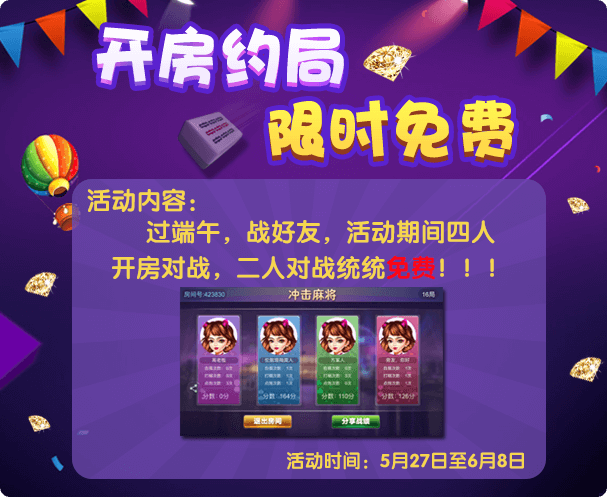 开房约局
限时免费
活动内容：
过端午，战好友，活动期间四人
开房对战，二人对战统统免费！！！
房间号:423830
冲击麻将
16局
分数: 0分
分数: 164分
分数: 110分
分数: 126分
退出房间
分享战绩
活动时间：5月27日至6月8日